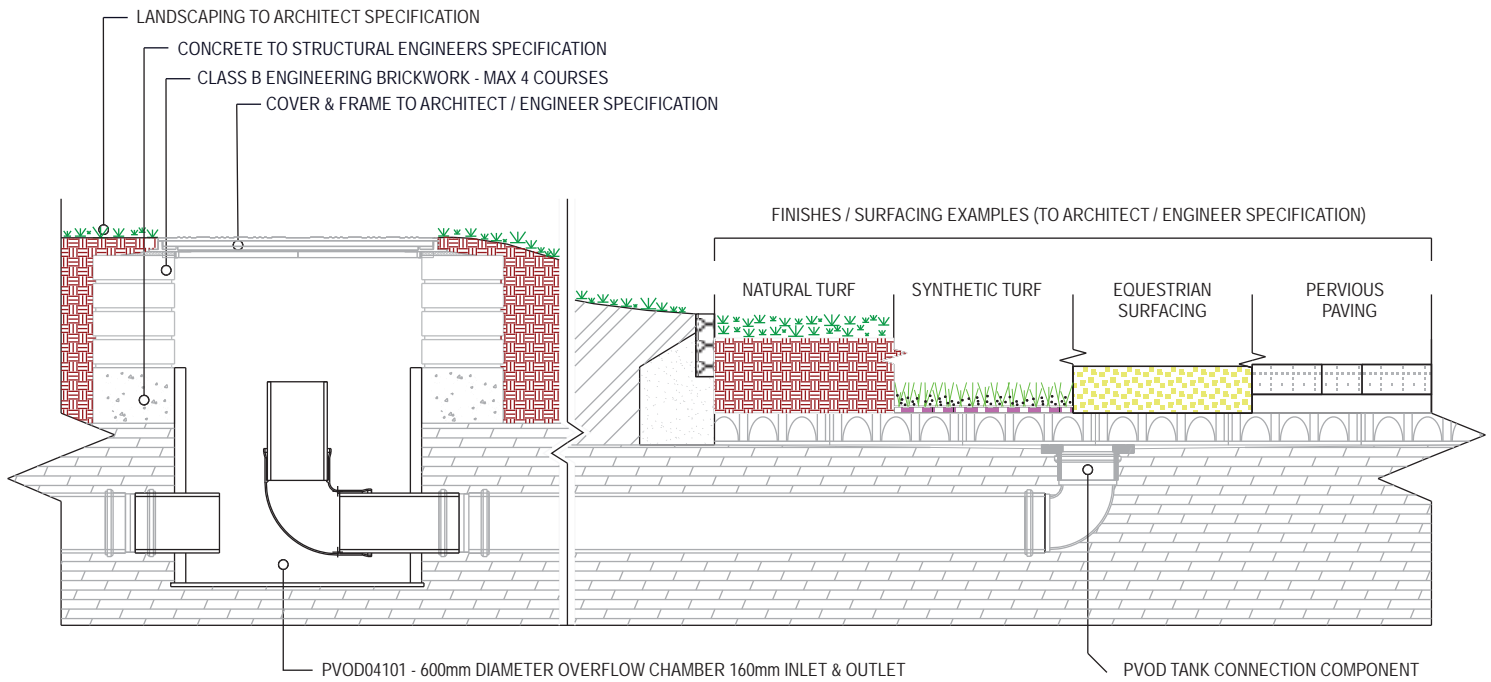 LANDSCAPING TO ARCHITECT SPECIFICATION
CONCRETE TO STRUCTURAL ENGINEERS SPECIFICATION
CLASS B ENGINEERING BRICKWORK - MAX 4 COURSES
COVER & FRAME TO ARCHITECT / ENGINEER SPECIFICATION
FINISHES / SURFACING EXAMPLES (TO ARCHITECT / ENGINEER SPECIFICATION)
NATURAL TURF
SYNTHETIC TURF
EQUESTRIAN
SURFACING
PERVIOUS
PAVING
PVOD04101 - 600mm DIAMETER OVERFLOW CHAMBER 160mm INLET & OUTLET
PVOD TANK CONNECTION COMPONENT